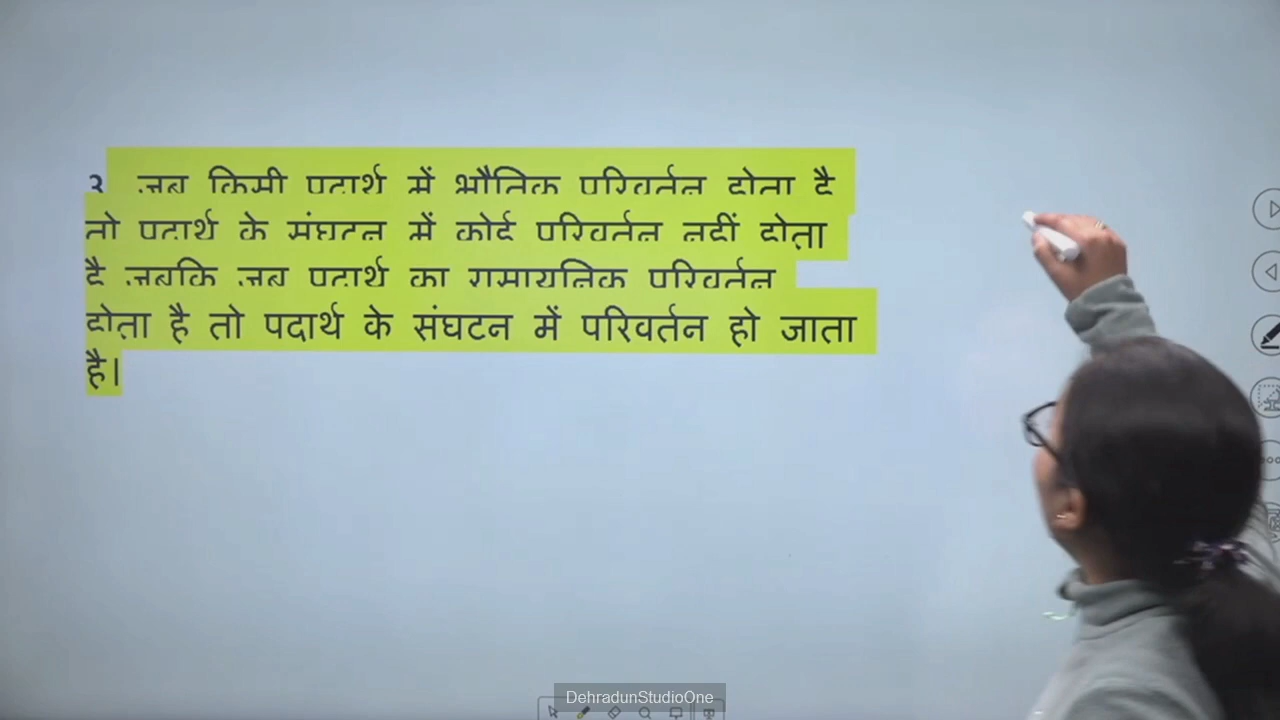 २. जब किसी पदार्थ में भौतिक परिवर्तन होता है
तो पदार्थ के संघटन में कोई परिवर्तन नहीं होता
है जबकि जब पदार्थ का रासायनिक परिवर्तन
होता है तो पदार्थ के संघटन में परिवर्तन हो जाता
है।
DehradunStudioOne